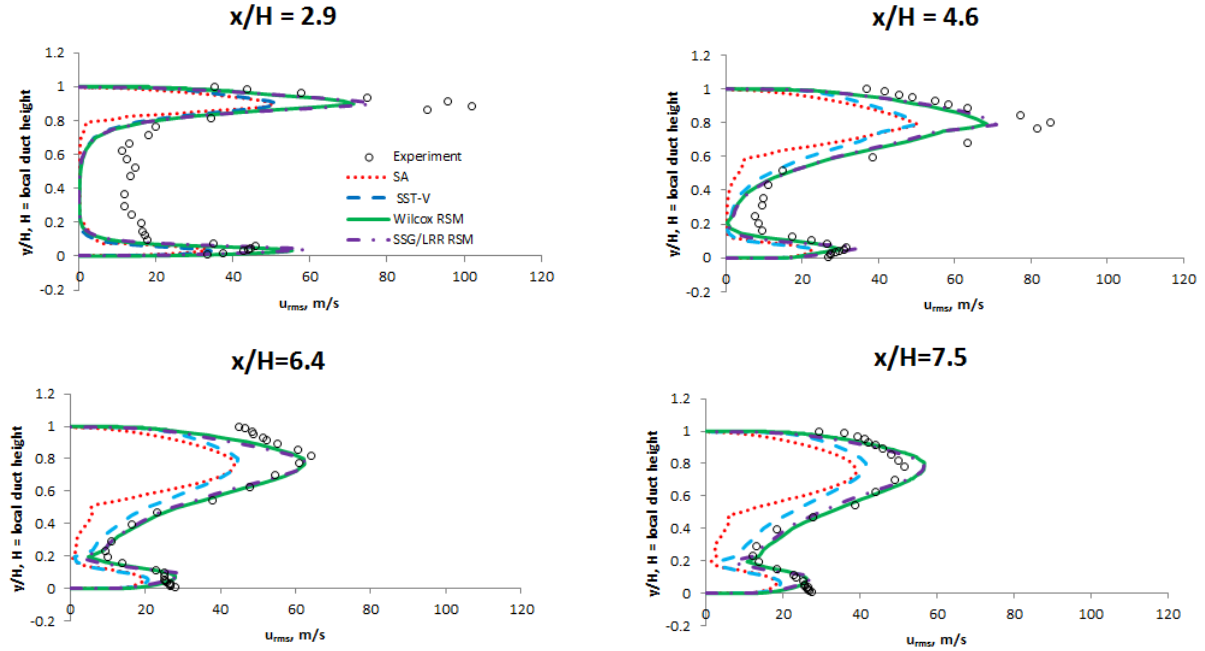 x/H = 2.9
y/H, H = local duct height
1.2
1
0.8
0.6
0.4
0.2
0
-0.2
0 20 40 60 80 100 120
u_rms, m/s
Experiment
SA
SST-V
Wilcox RSM
SSG/LRR RSM
x/H = 4.6
y/H, H = local duct height
1.2
1
0.8
0.6
0.4
0.2
0
-0.2
0 20 40 60 80 100 120
u_rms, m/s
x/H=6.4
y/H, H = local duct height
1.2
1
0.8
0.6
0.4
0.2
0
-0.2
0 20 40 60 80 100 120
u_rms, m/s
x/H=7.5
y/H, H = local duct height
1.2
1
0.8
0.6
0.4
0.2
0
-0.2
0 20 40 60 80 100 120
u_rms, m/s